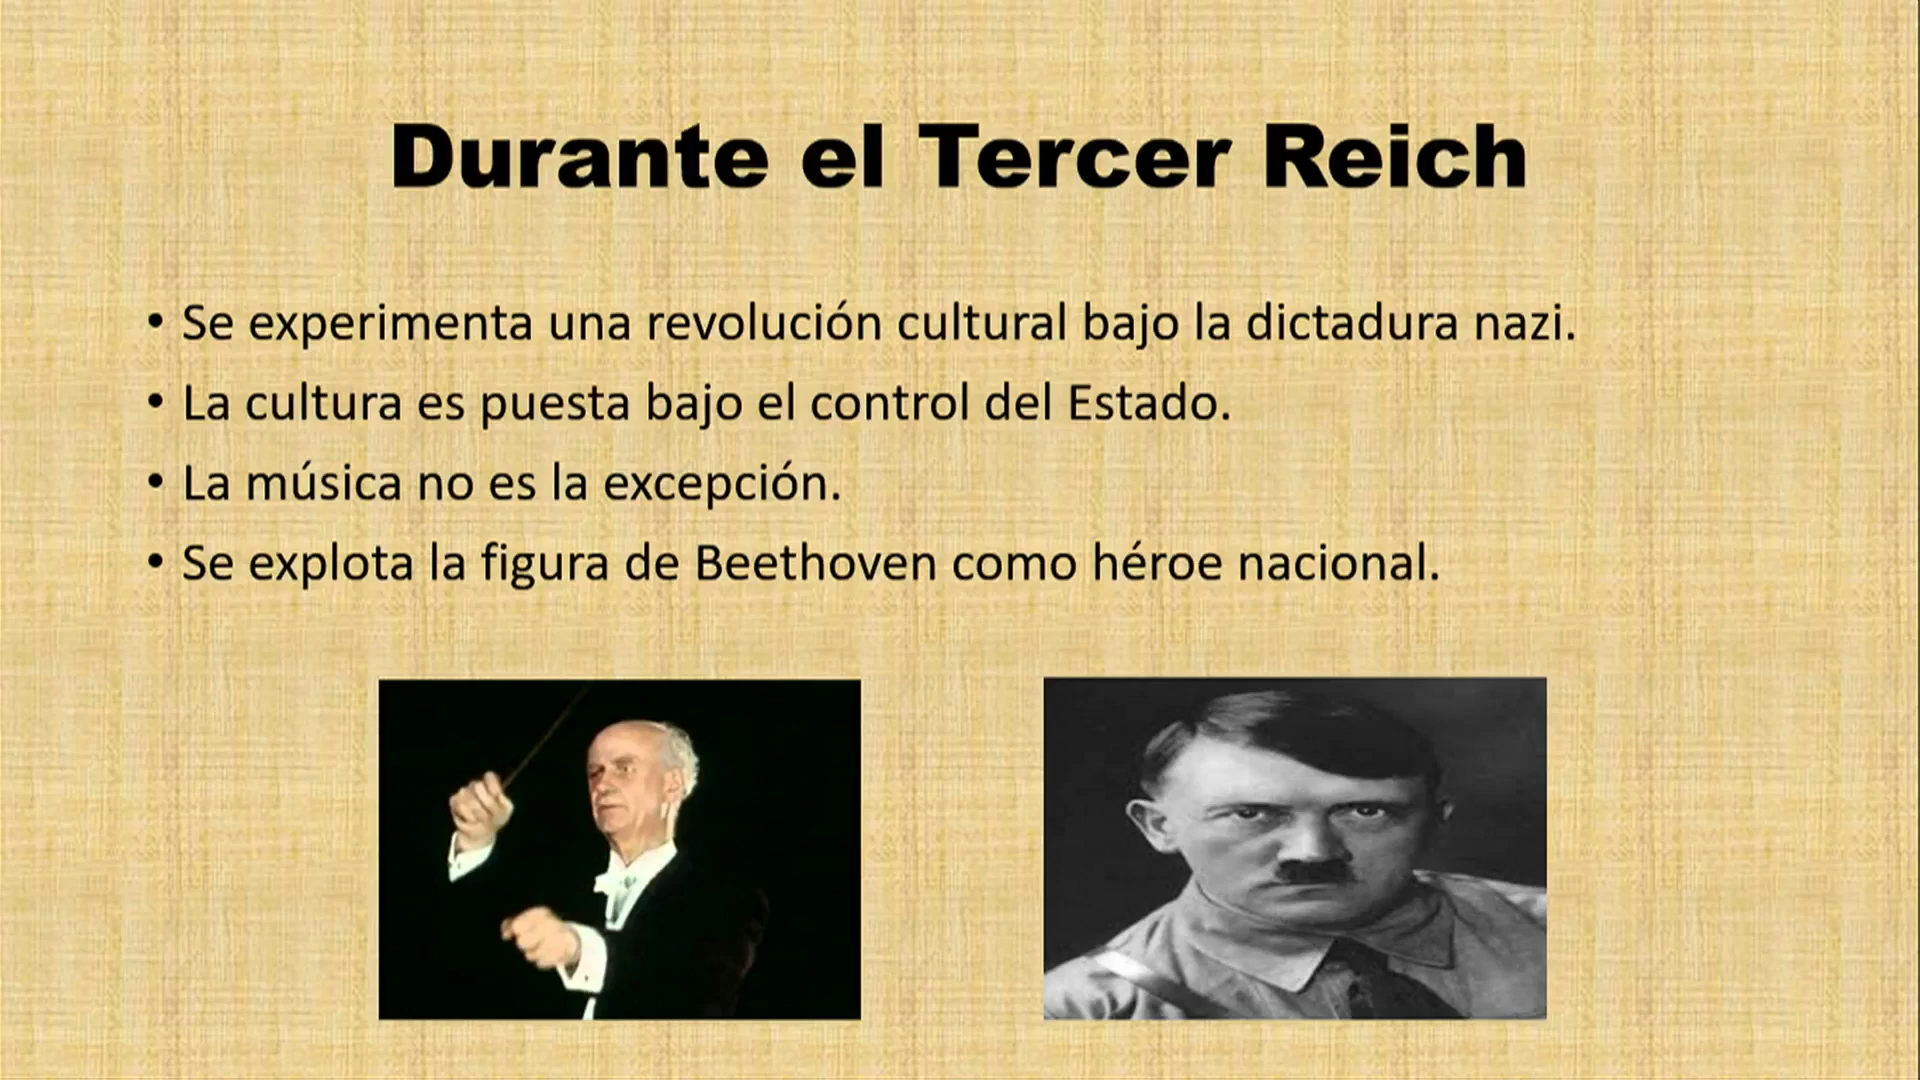 Durante el Tercer Reich
• Se experimenta una revolución cultural bajo la dictadura nazi.
• La cultura es puesta bajo el control del Estado.
• La música no es la excepción.
• Se explota la figura de Beethoven como héroe nacional.